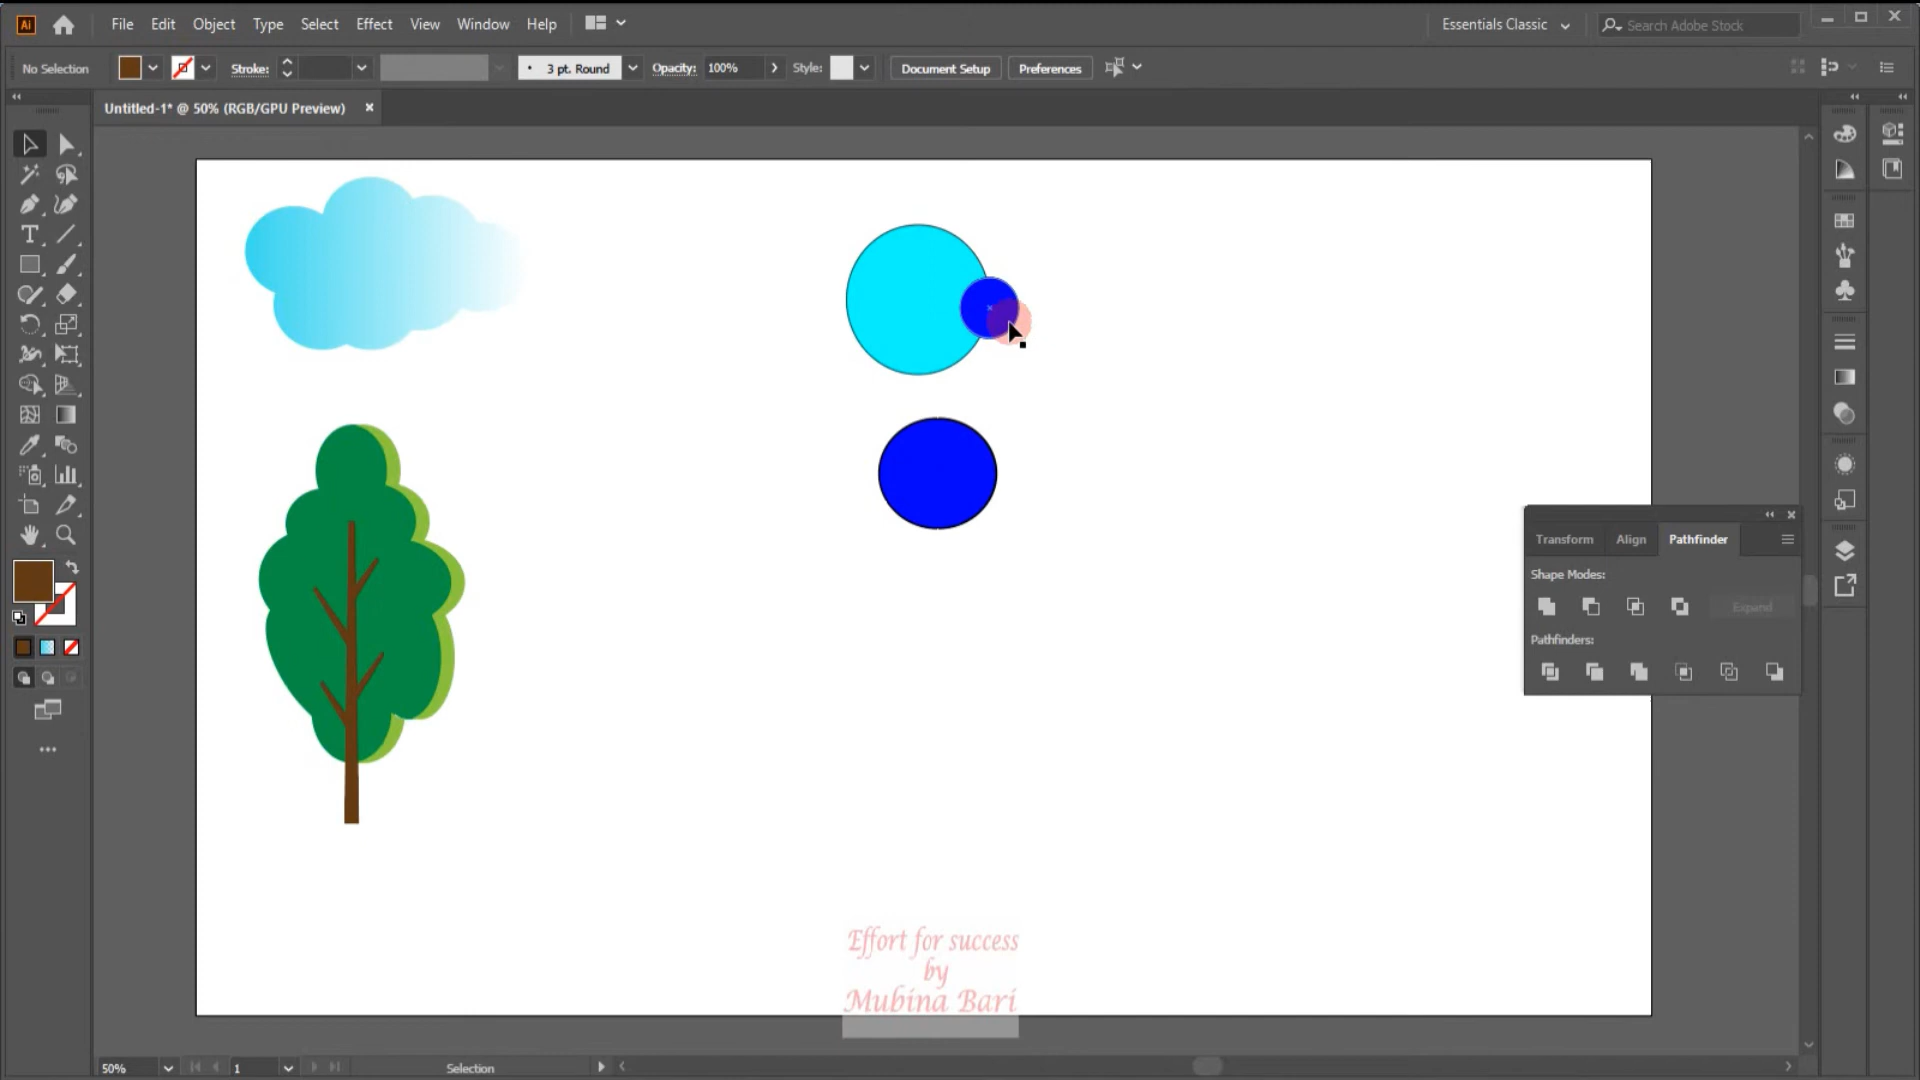 Ai File Edit Object Type Select Effect View Window Help Essentials Classic Search Adobe Stock
No Selection Stroke: 3 pt. Round Opacity: 100% Style: Document Setup Preferences
Untitled-1* @ 50% (RGB/GPU Preview)
Transform Align Pathfinder
Shape Modes:
Expand
Pathfinders:
Effort for success
by
Mubina Bari
50% 1 Selection